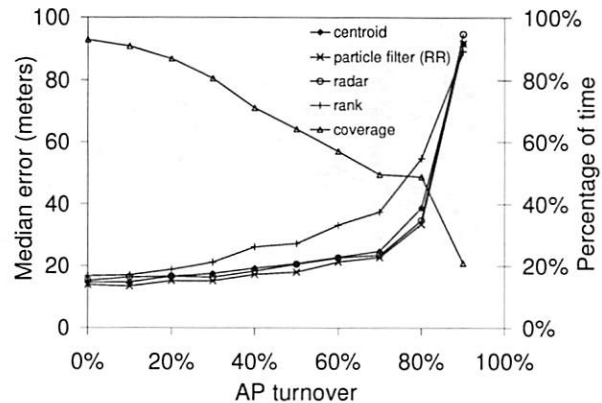 100
80
60
40
20
0
Median error (meters)
centroid
particle filter (RR)
radar
rank
coverage
100%
80%
60%
40%
20%
0%
Percentage of time
0% 20% 40% 60% 80% 100%
AP turnover